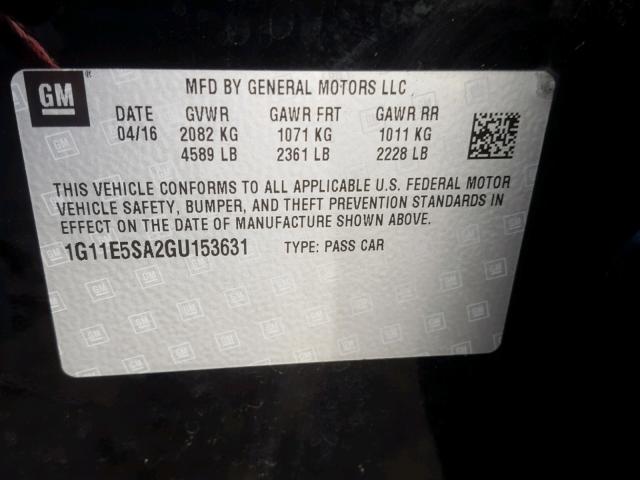 GM ® MFD BY GENERAL MOTORS LLC
DATE GVWR GAWR FRT GAWR RR
04/16 2082 KG 1071 KG 1011 KG
4589 LB 2361 LB 2228 LB
THIS VEHICLE CONFORMS TO ALL APPLICABLE U.S. FEDERAL MOTOR
VEHICLE SAFETY, BUMPER, AND THEFT PREVENTION STANDARDS IN
EFFECT ON THE DATE OF MANUFACTURE SHOWN ABOVE.
1G11E5SA2GU153631 TYPE: PASS CAR